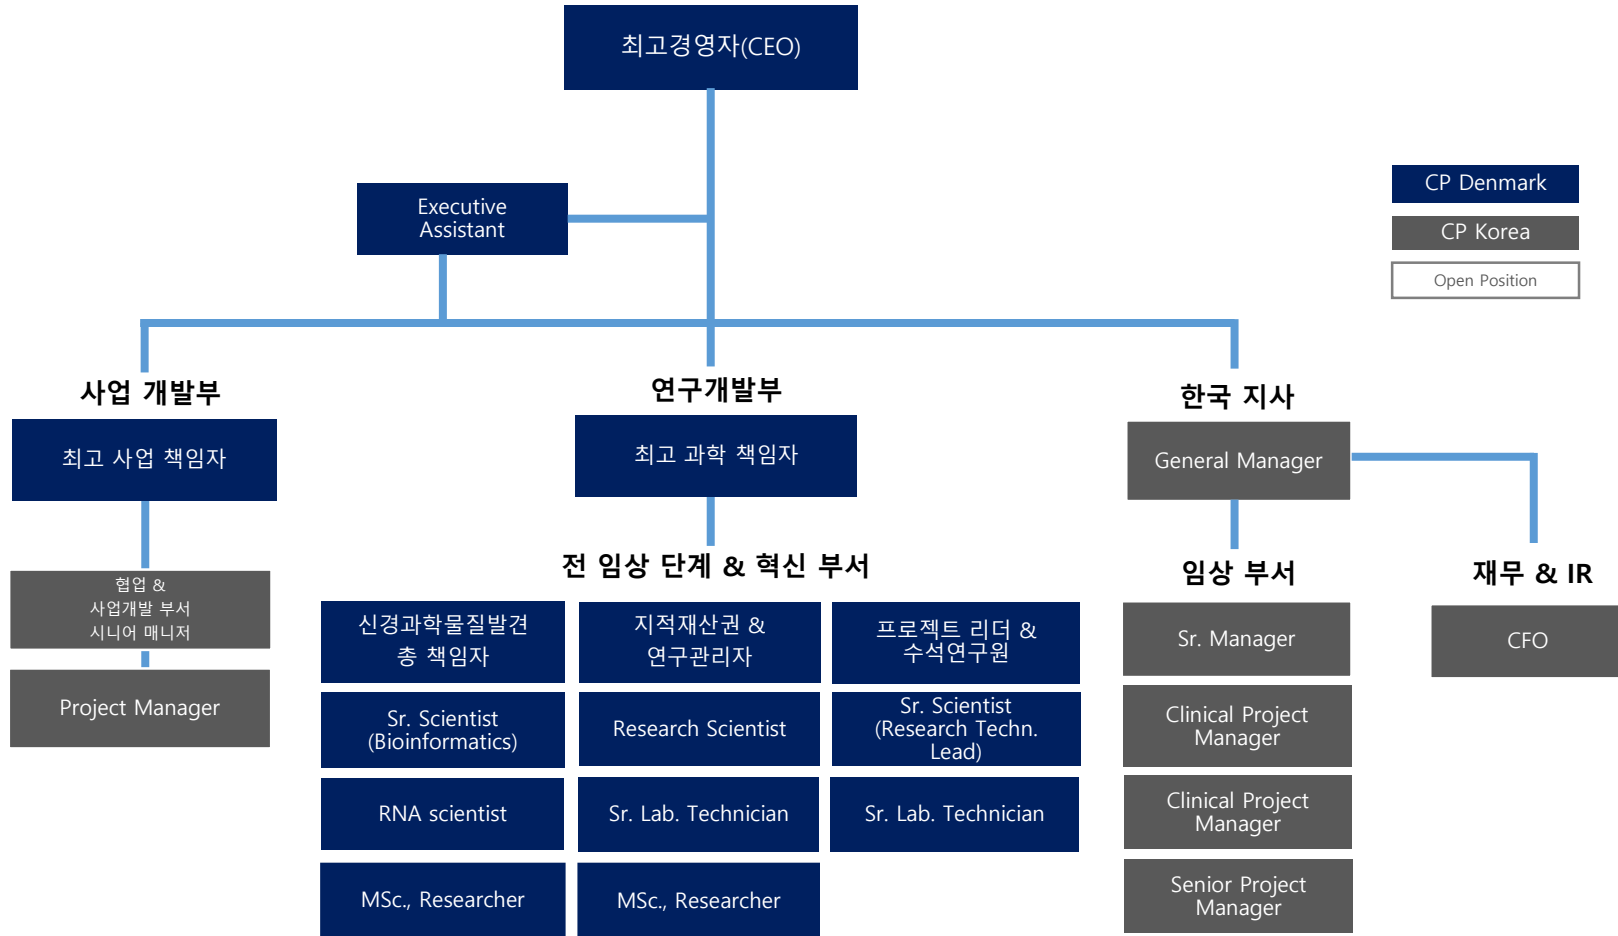 최고경영자(CEO)
Executive
Assistant
CP Denmark
CP Korea
Open Position
사업 개발부
최고 사업 책임자
협업 &
사업개발 부서
시니어 매니저
Project Manager
연구개발부
최고 과학 책임자
전 임상 단계 & 혁신 부서
신경과학물질발견
총 책임자
Sr. Scientist
(Bioinformatics)
RNA scientist
MSc., Researcher
지적재산권 &
연구관리자
Research Scientist
Sr. Lab. Technician
MSc., Researcher
프로젝트 리더 &
수석연구원
Sr. Scientist
(Research Techn.
Lead)
Sr. Lab. Technician
한국 지사
General Manager
임상 부서
Sr. Manager
Clinical Project
Manager
Clinical Project
Manager
Senior Project
Manager
재무 & IR
CFO